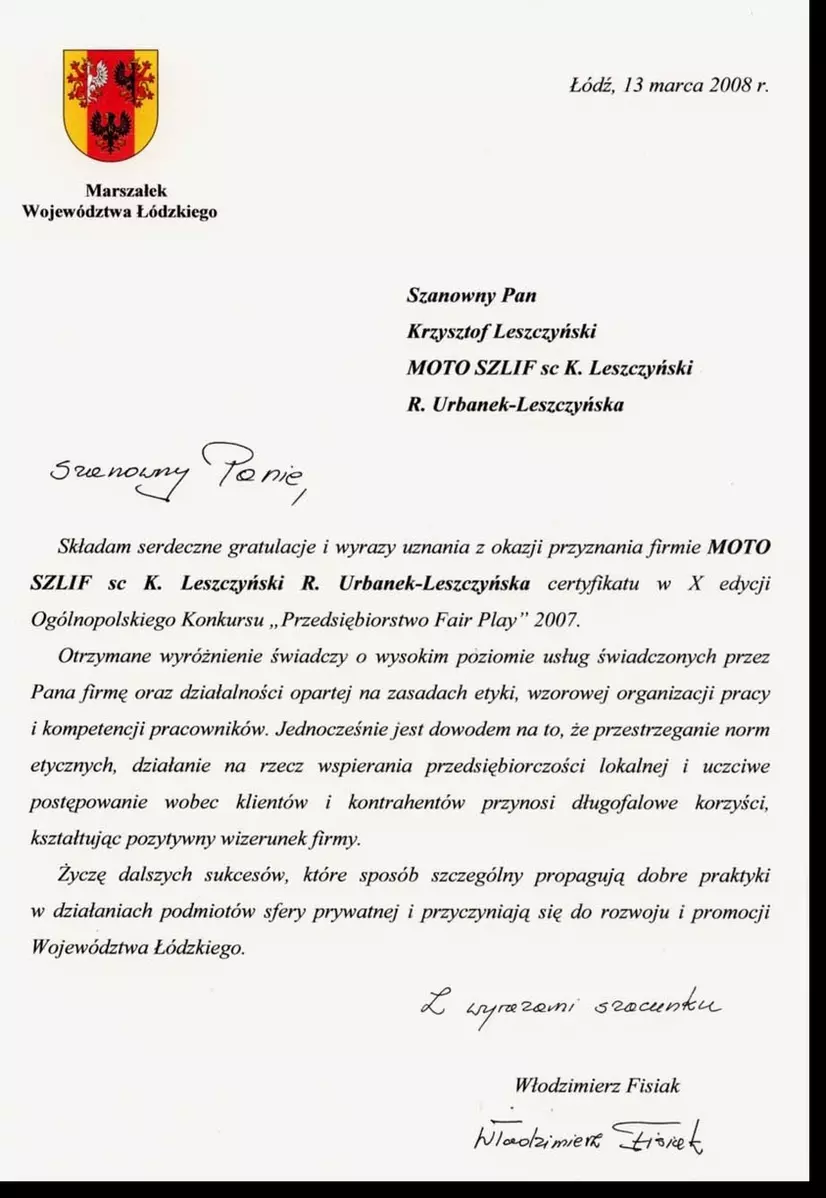 Łódź, 13 marca 2008 r.
Marszałek
Województwa Łódzkiego
Szanowny Pan
Krzysztof Leszczyński
MOTO SZLIF sc K. Leszczyński
R. Urbanek-Leszczyńska
Szanowny Panie,
Składam serdeczne gratulacje i wyrazy uznania z okazji przyznania firmie MOTO
SZLIF sc K. Leszczyński R. Urbanek-Leszczyńska certyfikatu w X edycji
Ogólnopolskiego Konkursu „Przedsiębiorstwo Fair Play” 2007.
Otrzymane wyróżnienie świadczy o wysokim poziomie usług świadczonych przez
Pana firmę oraz działalności opartej na zasadach etyki, wzorowej organizacji pracy
i kompetencji pracowników. Jednocześnie jest dowodem na to, że przestrzeganie norm
etycznych, działanie na rzecz wspierania przedsiębiorczości lokalnej i uczciwe
postępowanie wobec klientów i kontrahentów przynosi długofalowe korzyści,
kształtując pozytywny wizerunek firmy.
Życzę dalszych sukcesów, które sposób szczególny propagują dobre praktyki
w działaniach podmiotów sfery prywatnej i przyczyniają się do rozwoju i promocji
Województwa Łódzkiego.
Z wyrazami szacunku
Włodzimierz Fisiak
Włodzimierz Fisiak